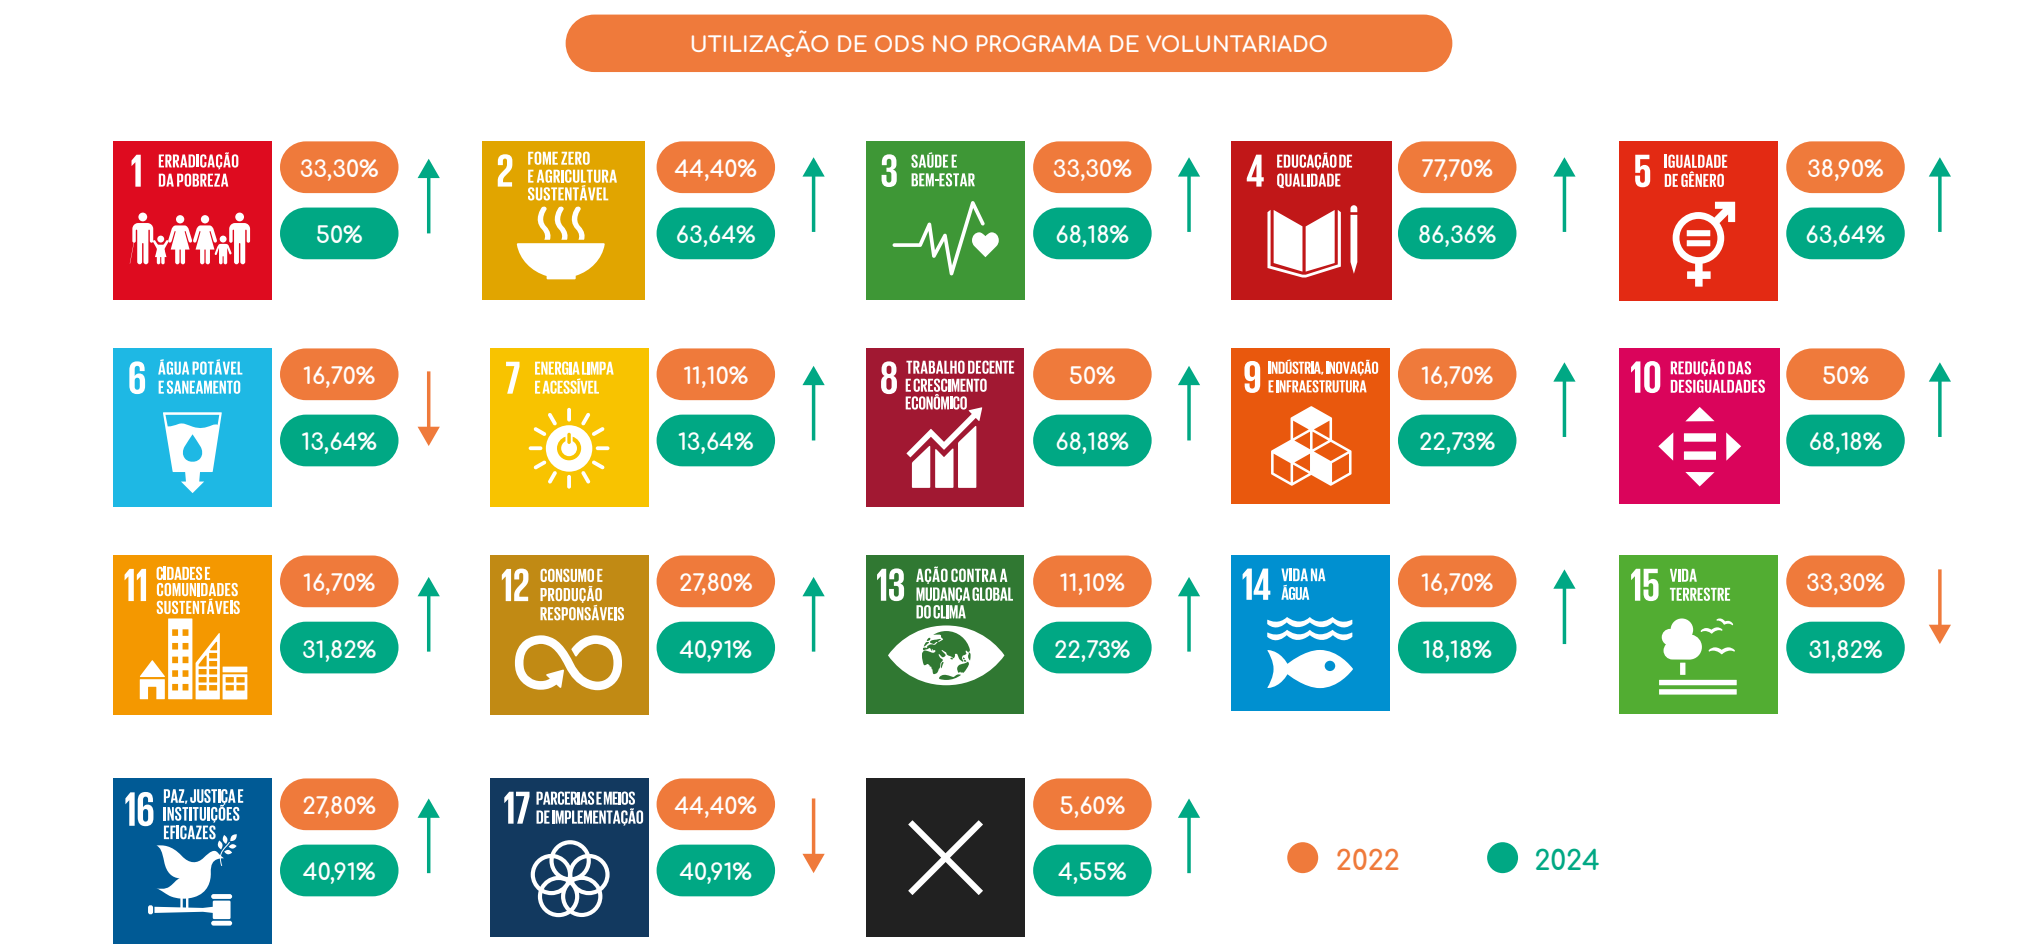 UTILIZAÇÃO DE ODS NO PROGRAMA DE VOLUNTARIADO
1 ERRADICAÇÃO
DA POBREZA
33,30%
50%
2 FOME ZERO
E AGRICULTURA
SUSTENTÁVEL
44,40%
63,64%
3 SAÚDE E
BEM-ESTAR
33,30%
68,18%
4 EDUCAÇÃO DE
QUALIDADE
77,70%
86,36%
5 IGUALDADE
DE GÊNERO
38,90%
63,64%
6 ÁGUA POTÁVEL
E SANEAMENTO
16,70%
13,64%
7 ENERGIA LIMPA
E ACESSÍVEL
11,10%
13,64%
8 TRABALHO DECENTE
E CRESCIMENTO
ECONÔMICO
50%
68,18%
9 INDÚSTRIA, INOVAÇÃO
E INFRAESTRUTURA
16,70%
22,73%
10 REDUÇÃO DAS
DESIGUALDADES
50%
68,18%
11 CIDADES E
COMUNIDADES
SUSTENTÁVEIS
16,70%
31,82%
12 CONSUMO E
PRODUÇÃO
RESPONSÁVEIS
27,80%
40,91%
13 AÇÃO CONTRA A
MUDANÇA GLOBAL
DO CLIMA
11,10%
22,73%
14 VIDA NA
ÁGUA
16,70%
18,18%
15 VIDA
TERRESTRE
33,30%
31,82%
16 PAZ, JUSTIÇA E
INSTITUIÇÕES
EFICAZES
27,80%
40,91%
17 PARCERIAS E MEIOS
DE IMPLEMENTAÇÃO
44,40%
40,91%
5,60%
4,55%
2022
2024